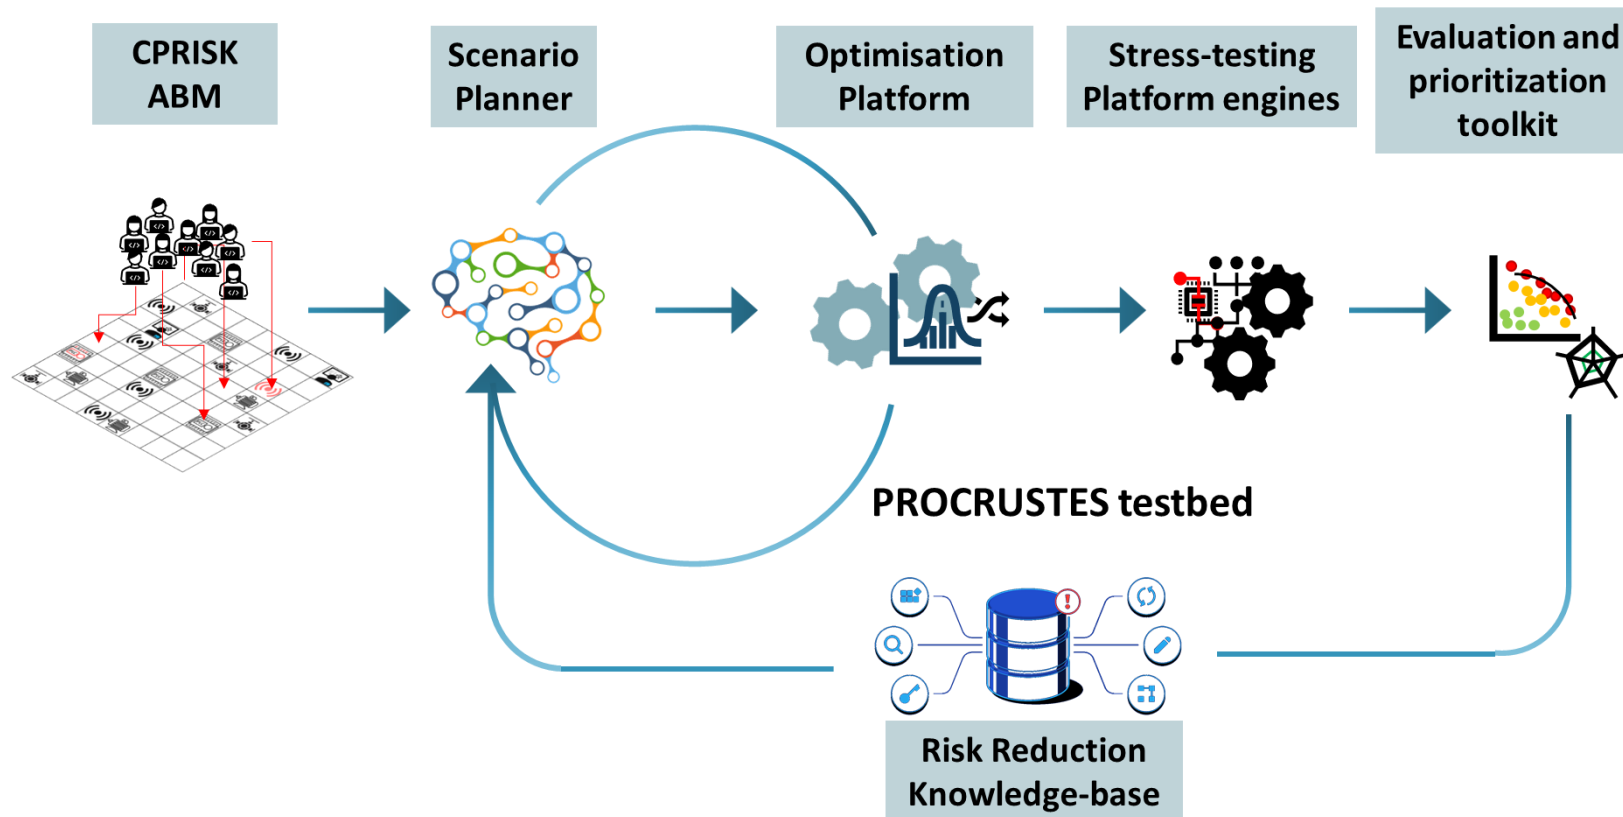 CPRISK
ABM
Scenario
Planner
Optimisation
Platform
Stress-testing
Platform engines
Evaluation and
prioritization
toolkit
PROCRUSTES testbed
Risk Reduction
Knowledge-base